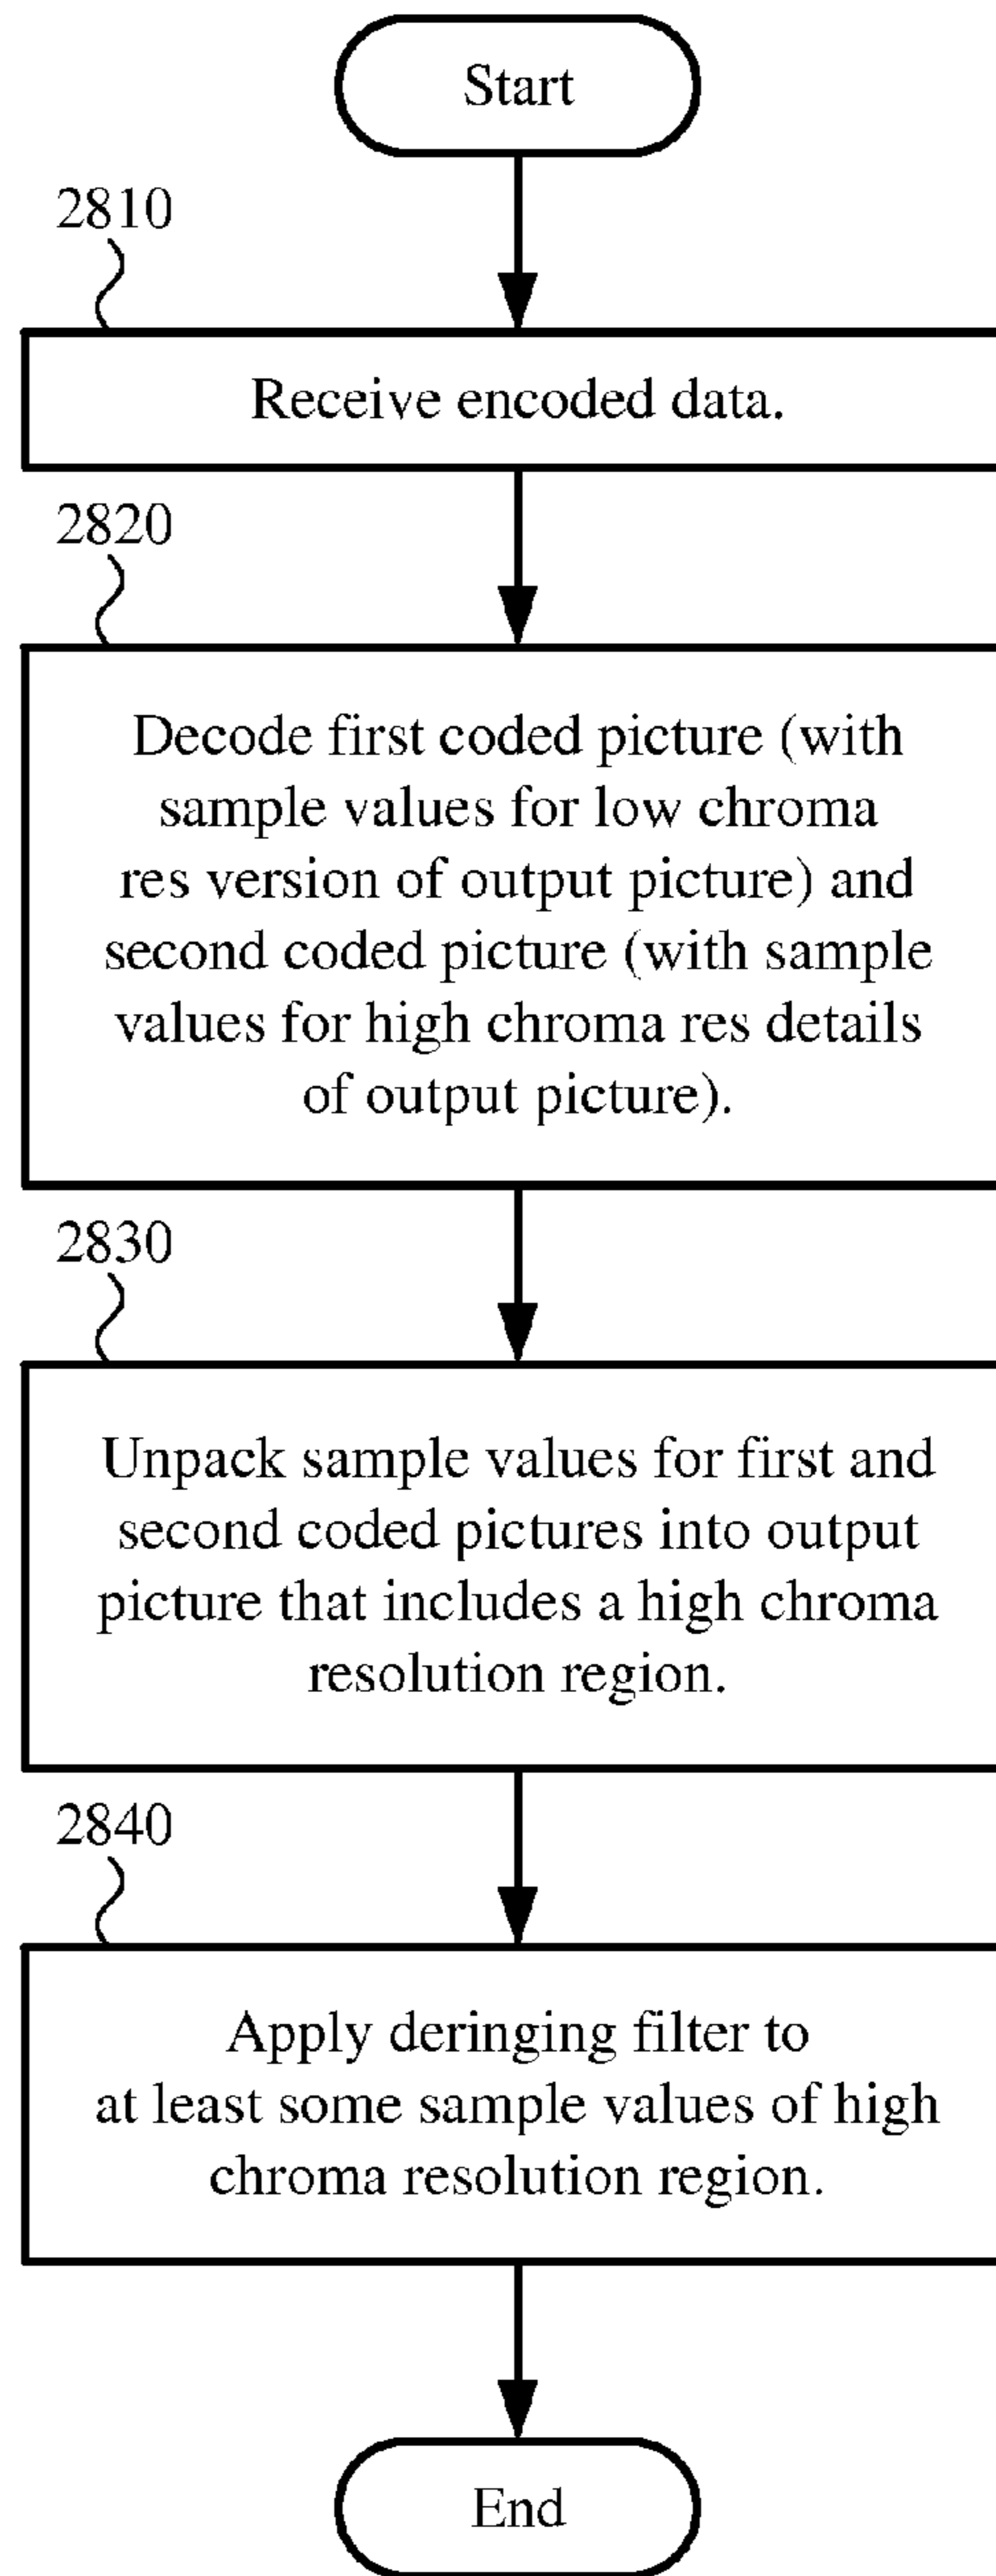 Start
2810
Receive encoded data.
2820
Decode first coded picture (with
sample values for low chroma
res version of output picture) and
second coded picture (with sample
values for high chroma res details
of output picture).
2830
Unpack sample values for first and
second coded pictures into output
picture that includes a high chroma
resolution region.
2840
Apply deringing filter to
at least some sample values of high
chroma resolution region.
End